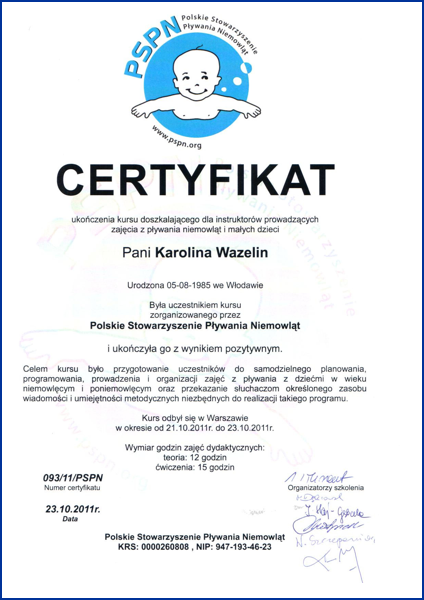 PSPN Polskie Stowarzyszenie
Pływania Niemowląt
www.pspn.org
CERTYFIKAT
ukończenia kursu doszkalającego dla instruktorów prowadzących
zajęcia z pływania niemowląt i małych dzieci
Pani Karolina Wazelin
Urodzona 05-08-1985 we Włodawie
Była uczestnikiem kursu
zorganizowanego przez
Polskie Stowarzyszenie Pływania Niemowląt
i ukończyła go z wynikiem pozytywnym.
Celem kursu było przygotowanie uczestników do samodzielnego planowania,
programowania, prowadzenia i organizacji zajęć z pływania z dziećmi w wieku
niemowlęcym i poniemowlęcym oraz przekazanie słuchaczom określonego zasobu
wiadomości i umiejętności metodycznych niezbędnych do realizacji takiego programu.
Kurs odbył się w Warszawie
w okresie od 21.10.2011r. do 23.10.2011r.
Wymiar godzin zajęć dydaktycznych:
teoria: 12 godzin
ćwiczenia: 15 godzin
093/11/PSPN
Numer certyfikatu
Organizatorzy szkolenia
23.10.2011r.
Data
Polskie Stowarzyszenie Pływania Niemowląt
KRS: 0000260808 , NIP: 947-193-46-23